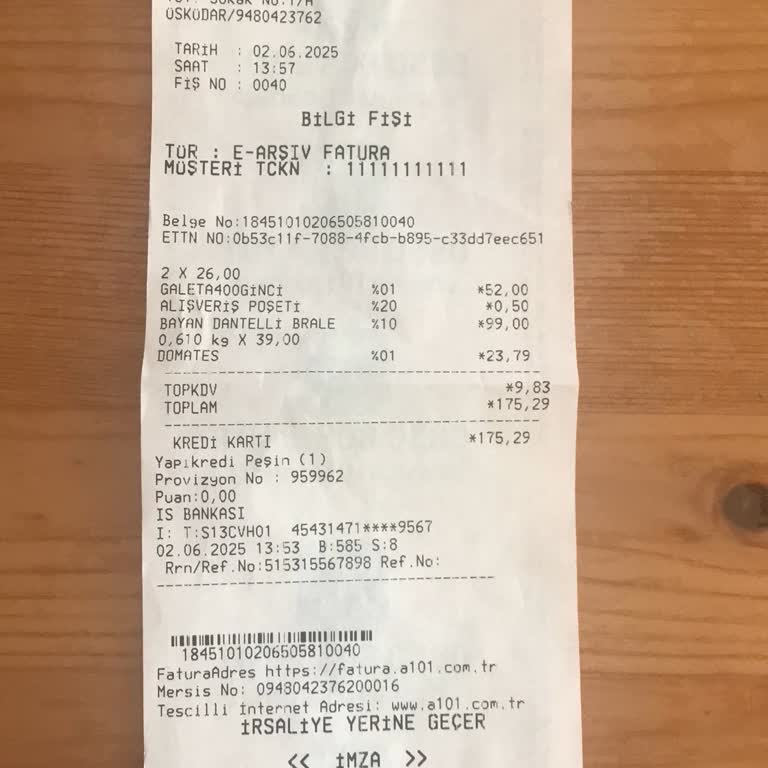 ÜSKÜDAR/9480423762
TARİH : 02.06.2025
SAAT : 13:57
FİŞ NO : 0040
BİLGİ FİŞİ
TÜR : E-ARŞİV FATURA
MÜŞTERİ TCKN : 11111111111
Belge No:18451010206505810040
ETTN NO:0b53c11f-7088-4fcb-b895-c33dd7eec651
2 X 26,00
GALETA400GİNCİ %01 *52,00
ALIŞVERİŞ POŞETİ %20 *0,50
BAYAN DANTELLİ BRALE %10 *99,00
0,610 kg X 39,00
DOMATES %01 *23,79
TOPKDV *9,83
TOPLAM *175,29
KREDİ KARTI *175,29
Yapıkredi Peşin (1)
Provizyon No : 959962
Puan:0,00
IS BANKASI
I: T:S13CVH01 45431471****9567
02.06.2025 13:53 B:585 S:8
Rrn/Ref.No:515315567898 Ref.No:
18451010206505810040
FaturaAdres https://fatura.a101.com.tr
Mersis No: 0948042376200016
Tescilli İnternet Adresi: www.a101.com.tr
İRSALİYE YERİNE GEÇER
<< İMZA >>